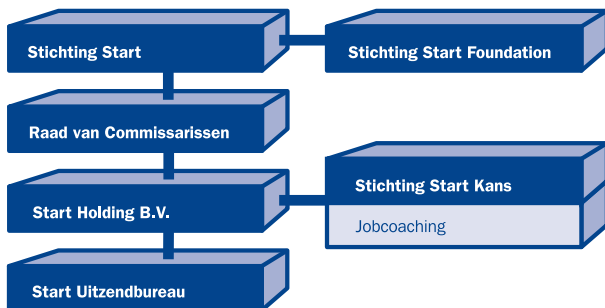 Stichting Start
Stichting Start Foundation
Raad van Commissarissen
Stichting Start Kans
Start Holding B.V.
Jobcoaching
Start Uitzendbureau